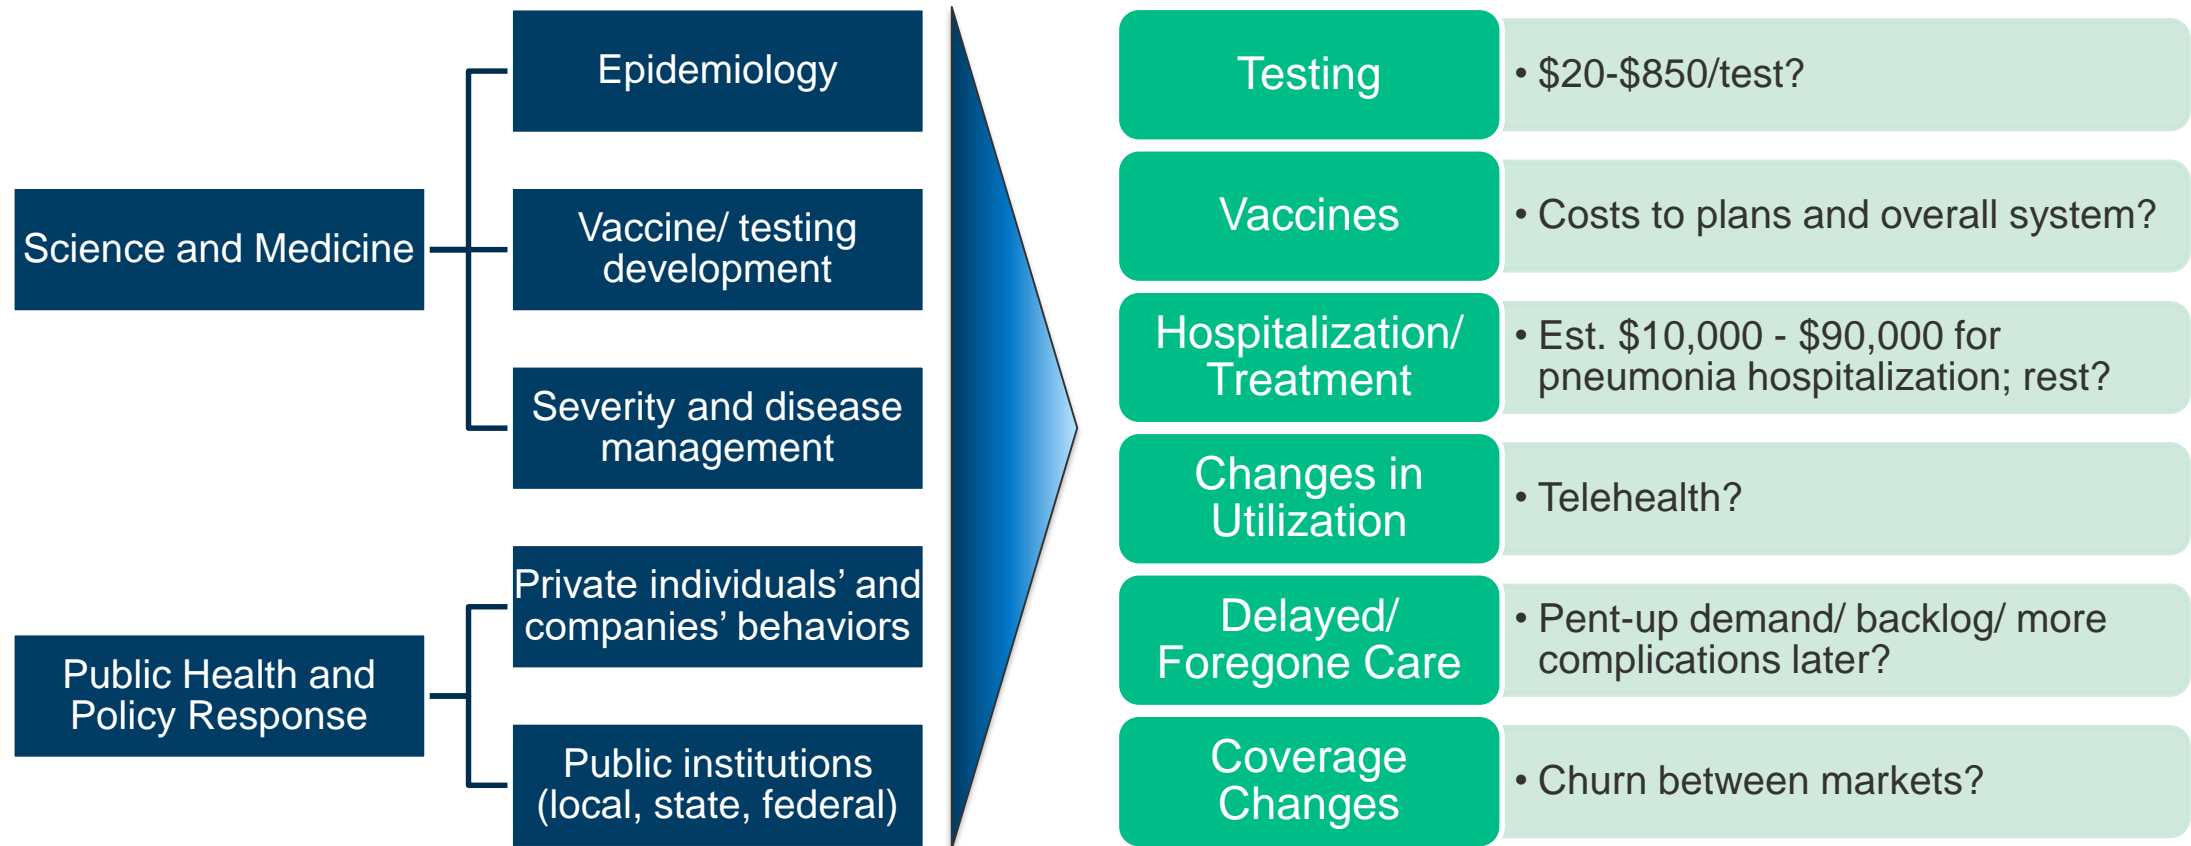 Science and Medicine
Epidemiology
Vaccine/ testing
development
Severity and disease
management
Public Health and
Policy Response
Private individuals’ and
companies’ behaviors
Public institutions
(local, state, federal)
Testing
• $20-$850/test?
Vaccines
• Costs to plans and overall system?
Hospitalization/
Treatment
• Est. $10,000 - $90,000 for
pneumonia hospitalization; rest?
Changes in
Utilization
• Telehealth?
Delayed/
Foregone Care
• Pent-up demand/ backlog/ more
complications later?
Coverage
Changes
• Churn between markets?